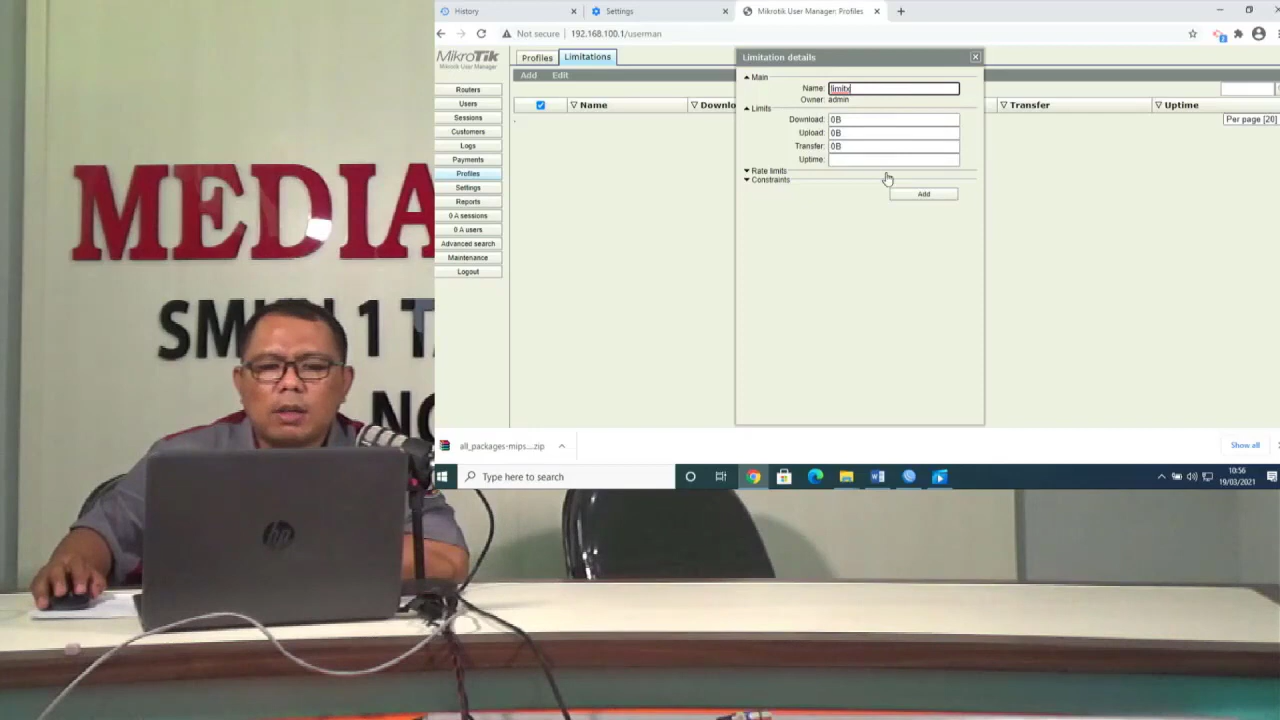 History
Settings
Mikrotik User Manager: Profiles
Not secure
192.168.100.1/userman
MikroTik
Mikrotik User Manager
Profiles
Limitations
Add
Edit
Name
Transfer
Uptime
Per page [20]
Routers
Users
Sessions
Customers
Logs
Payments
Profiles
Settings
Reports
0 A sessions
0 A users
Advanced search
Maintenance
Logout
Limitation details
Main
Name: limitx
Owner: admin
Limits
Download: 0B
Upload: 0B
Transfer: 0B
Uptime:
Rate limits
Constraints
Add
all_packages-mips....zip
Show all
Type here to search
10:56
19/03/2021
MEDIA
1
hp